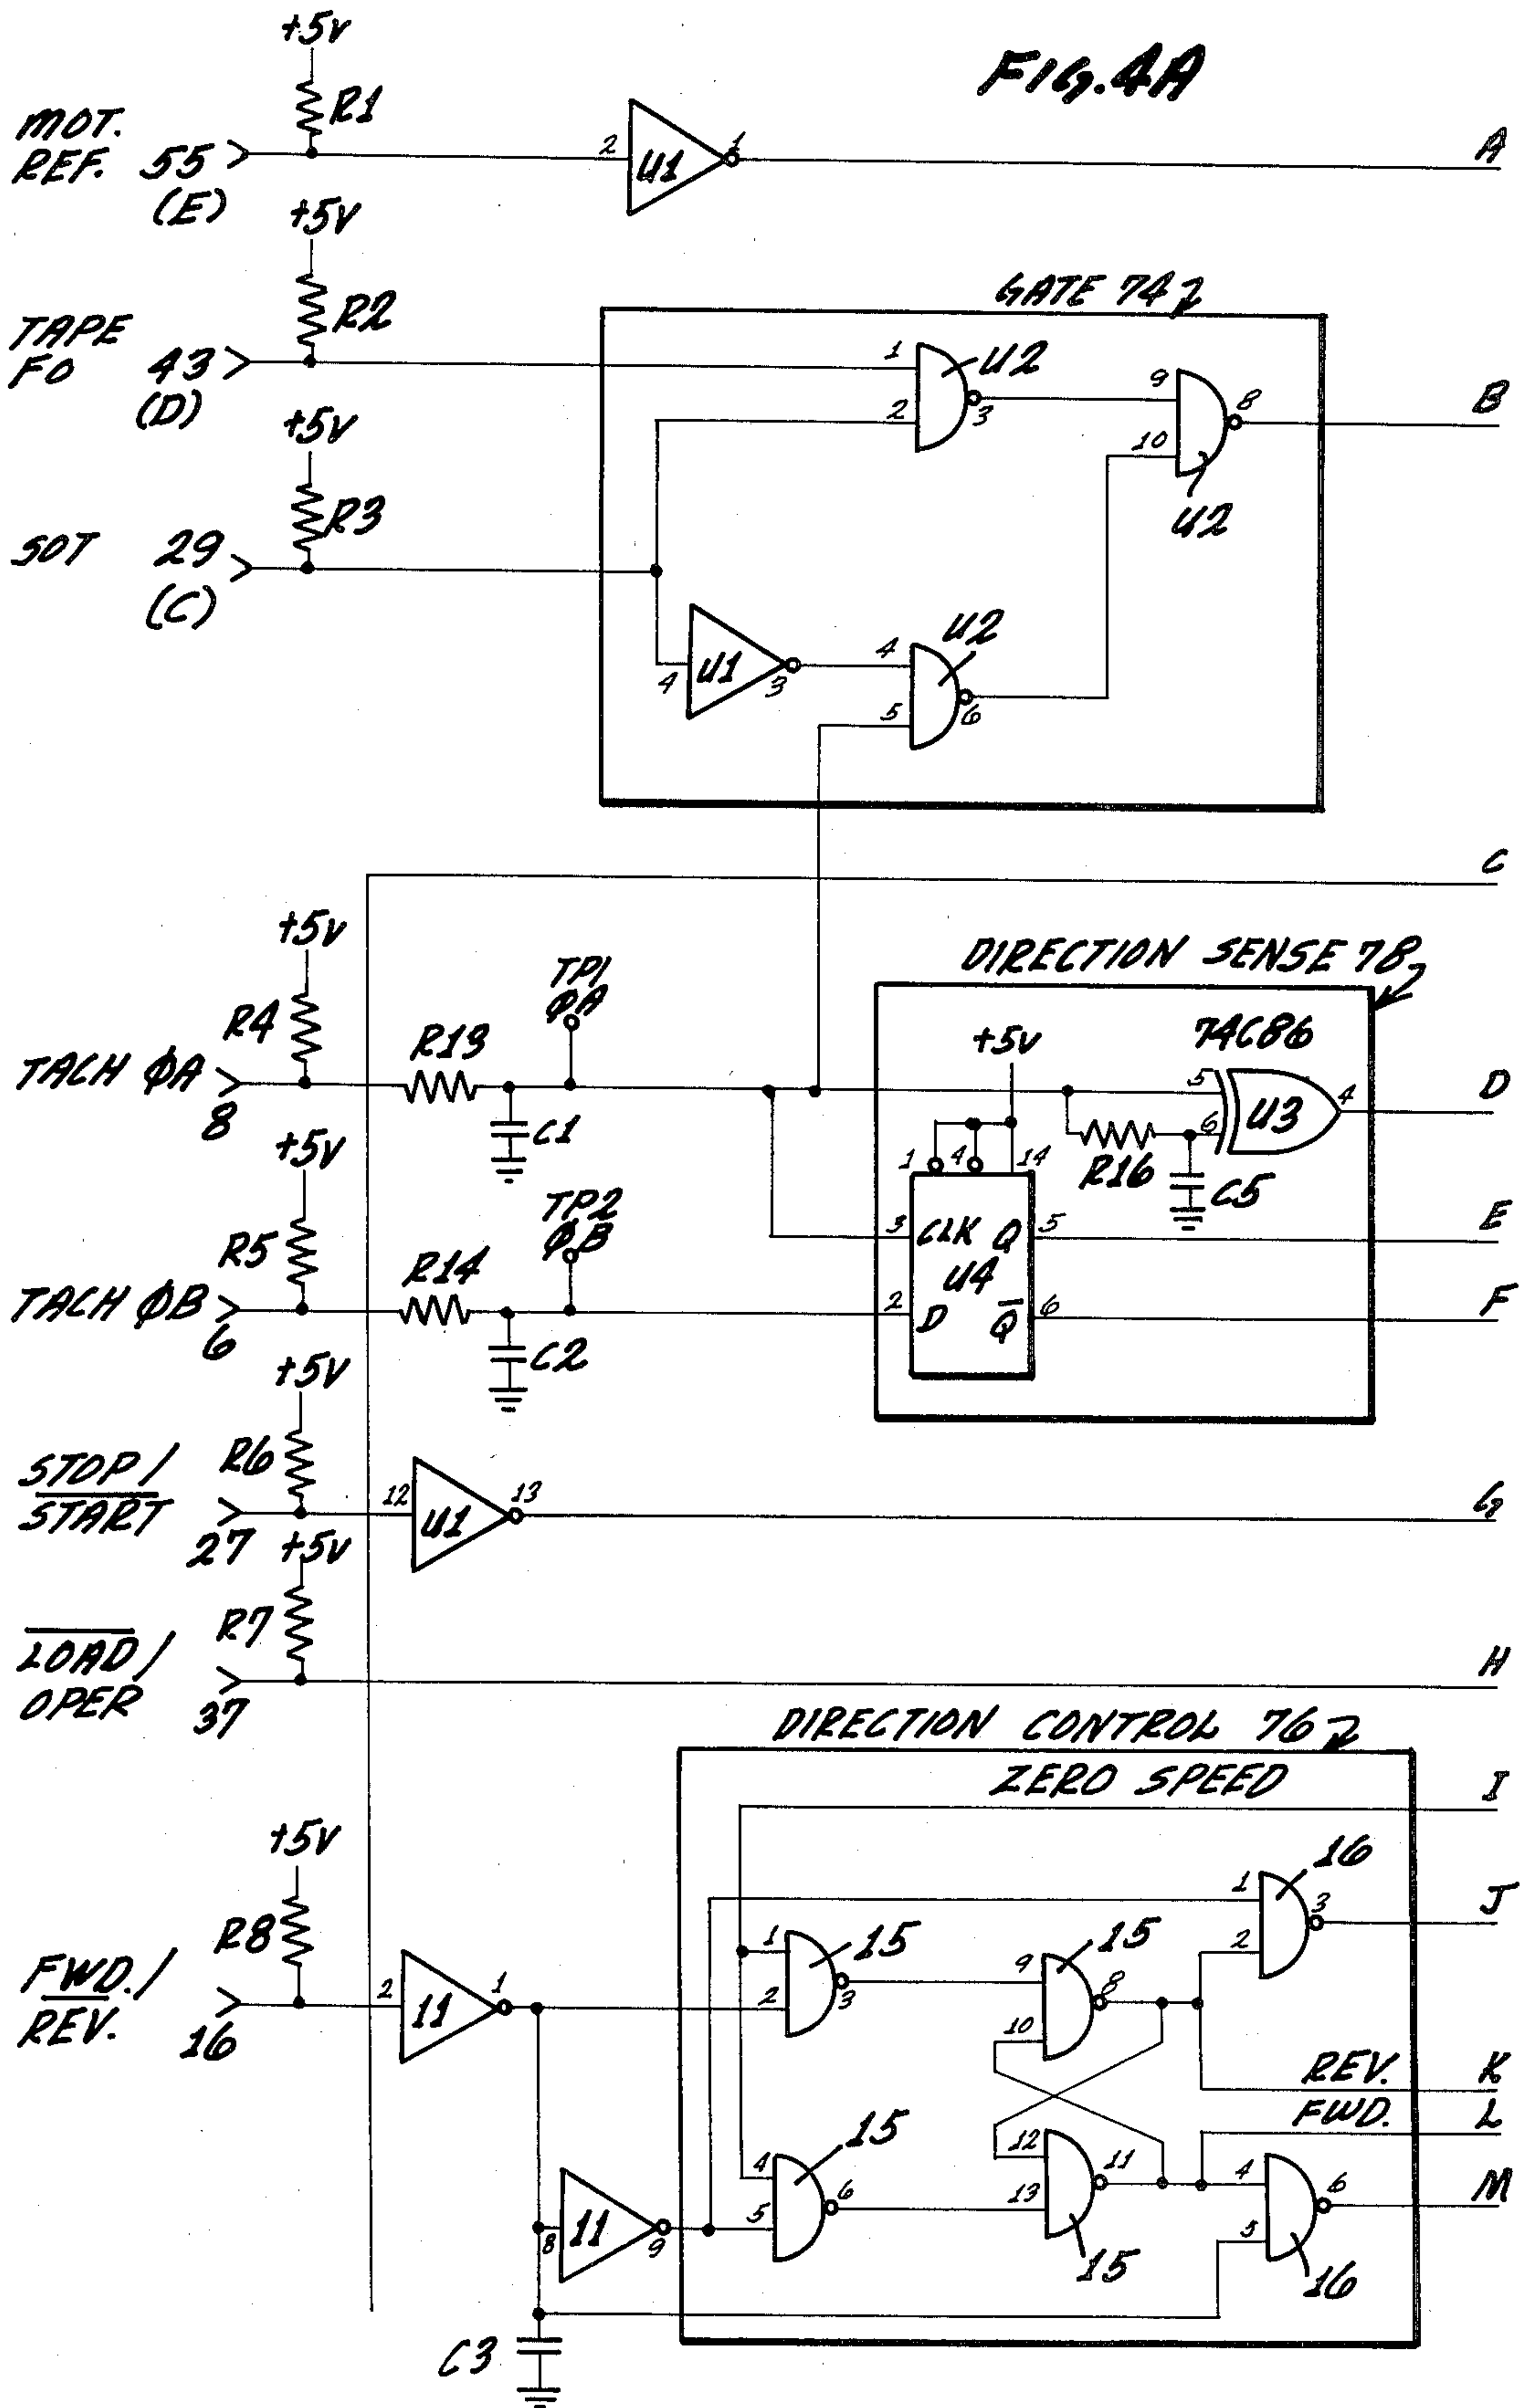 FIG. 4A
+5V
R1
MOT.
REF. 55
(E)
2 U1 1
A
+5V
R2
TAPE
FO 43
(D)
GATE 74
1 U2
2 3
9 8
10
U2
B
+5V
R3
SOT 29
(C)
4 U1 3
4 U2
5 6
C
+5V
R4
TACH ØA
8
R13
C1
TP1
ØA
DIRECTION SENSE 78
+5V
74C86
5 U3 4
6
R16
C5
D
1 4 14
3 CLK Q 5
U4
2 D Q̅ 6
E
F
+5V
R5
TACH ØB
6
R14
C2
TP2
ØB
+5V
R6
STOP/
START
27
12 U1 13
G
+5V
R7
LOAD/
OPER
37
H
DIRECTION CONTROL 76
ZERO SPEED
I
+5V
R8
FWD./
REV.
16
2 11 1
1 15
2 3
9 15
10 8
1 16
2 3
J
REV. K
FWD. L
8 11 9
4 15
5 6
12 11
13
15
4 6
5
16
M
C3